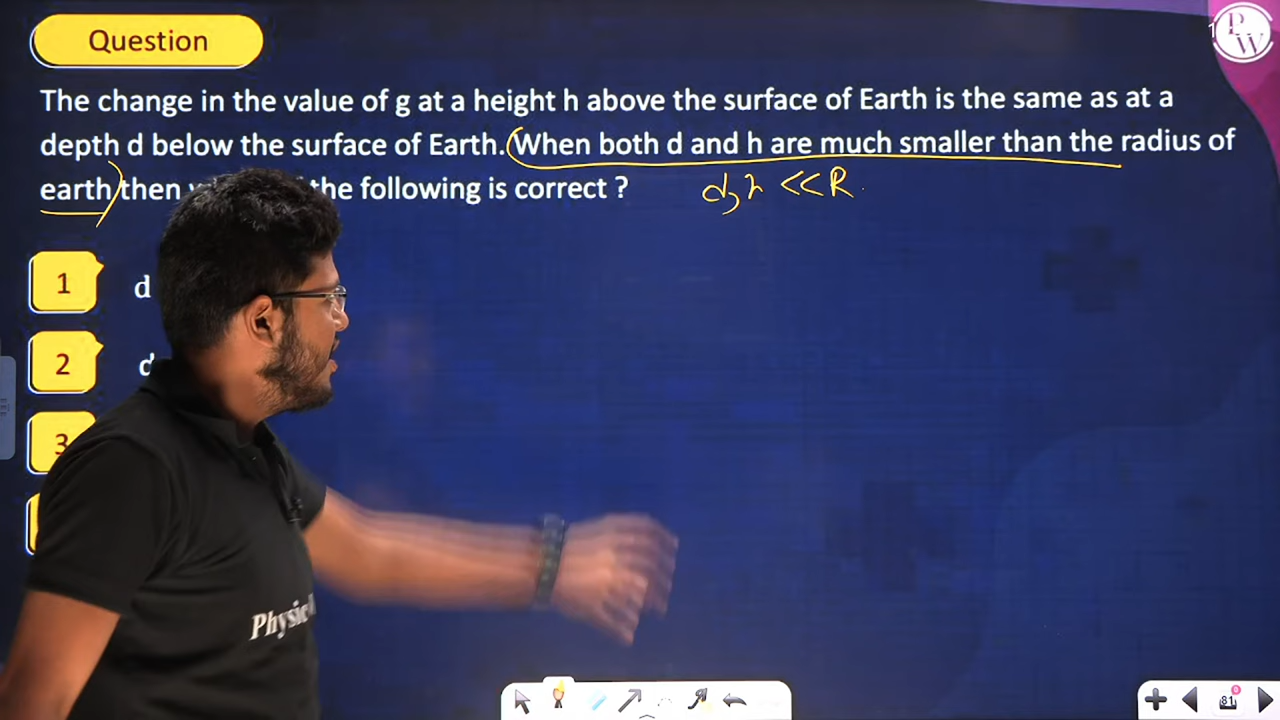 Question
The change in the value of g at a height h above the surface of Earth is the same as at a
depth d below the surface of Earth. When both d and h are much smaller than the radius of
earth then the following is correct ?
d, h << R
1 d
2 d
3
Physic
PW
81